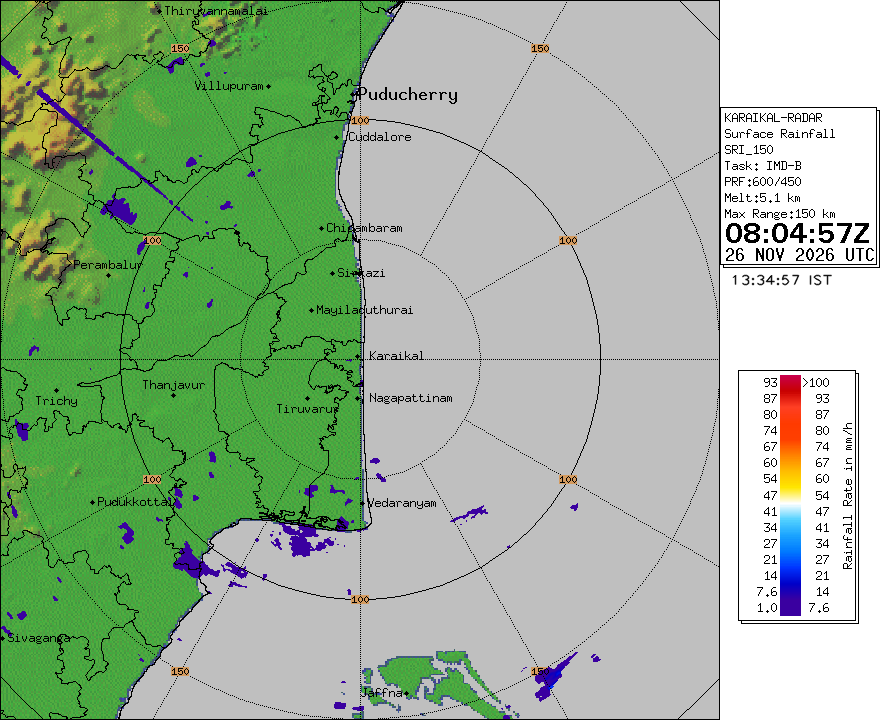 Thiruvannamalai
150
150
Villupuram
Puducherry
100
Cuddalore
Chidambaram
100
100
Perambalur
Sirkazi
Mayiladuthurai
Karaikal
Thanjavur
Trichy
Tiruvarur
Nagapattinam
100
100
Pudukkottai
Vedaranyam
100
Sivaganga
150
150
Jaffna
KARAIKAL-RADAR
Surface Rainfall
SRI_150
Task: IMD-B
PRF:600/450
Melt:5.1 km
Max Range:150 km
08:04:57Z
26 NOV 2026 UTC
13:34:57 IST
93 >100
87 93
80 87
74 80
67 74
60 67
54 60
47 54
41 47
34 41
27 34
21 27
14 21
7.6 14
1.0 7.6
Rainfall Rate in mm/h